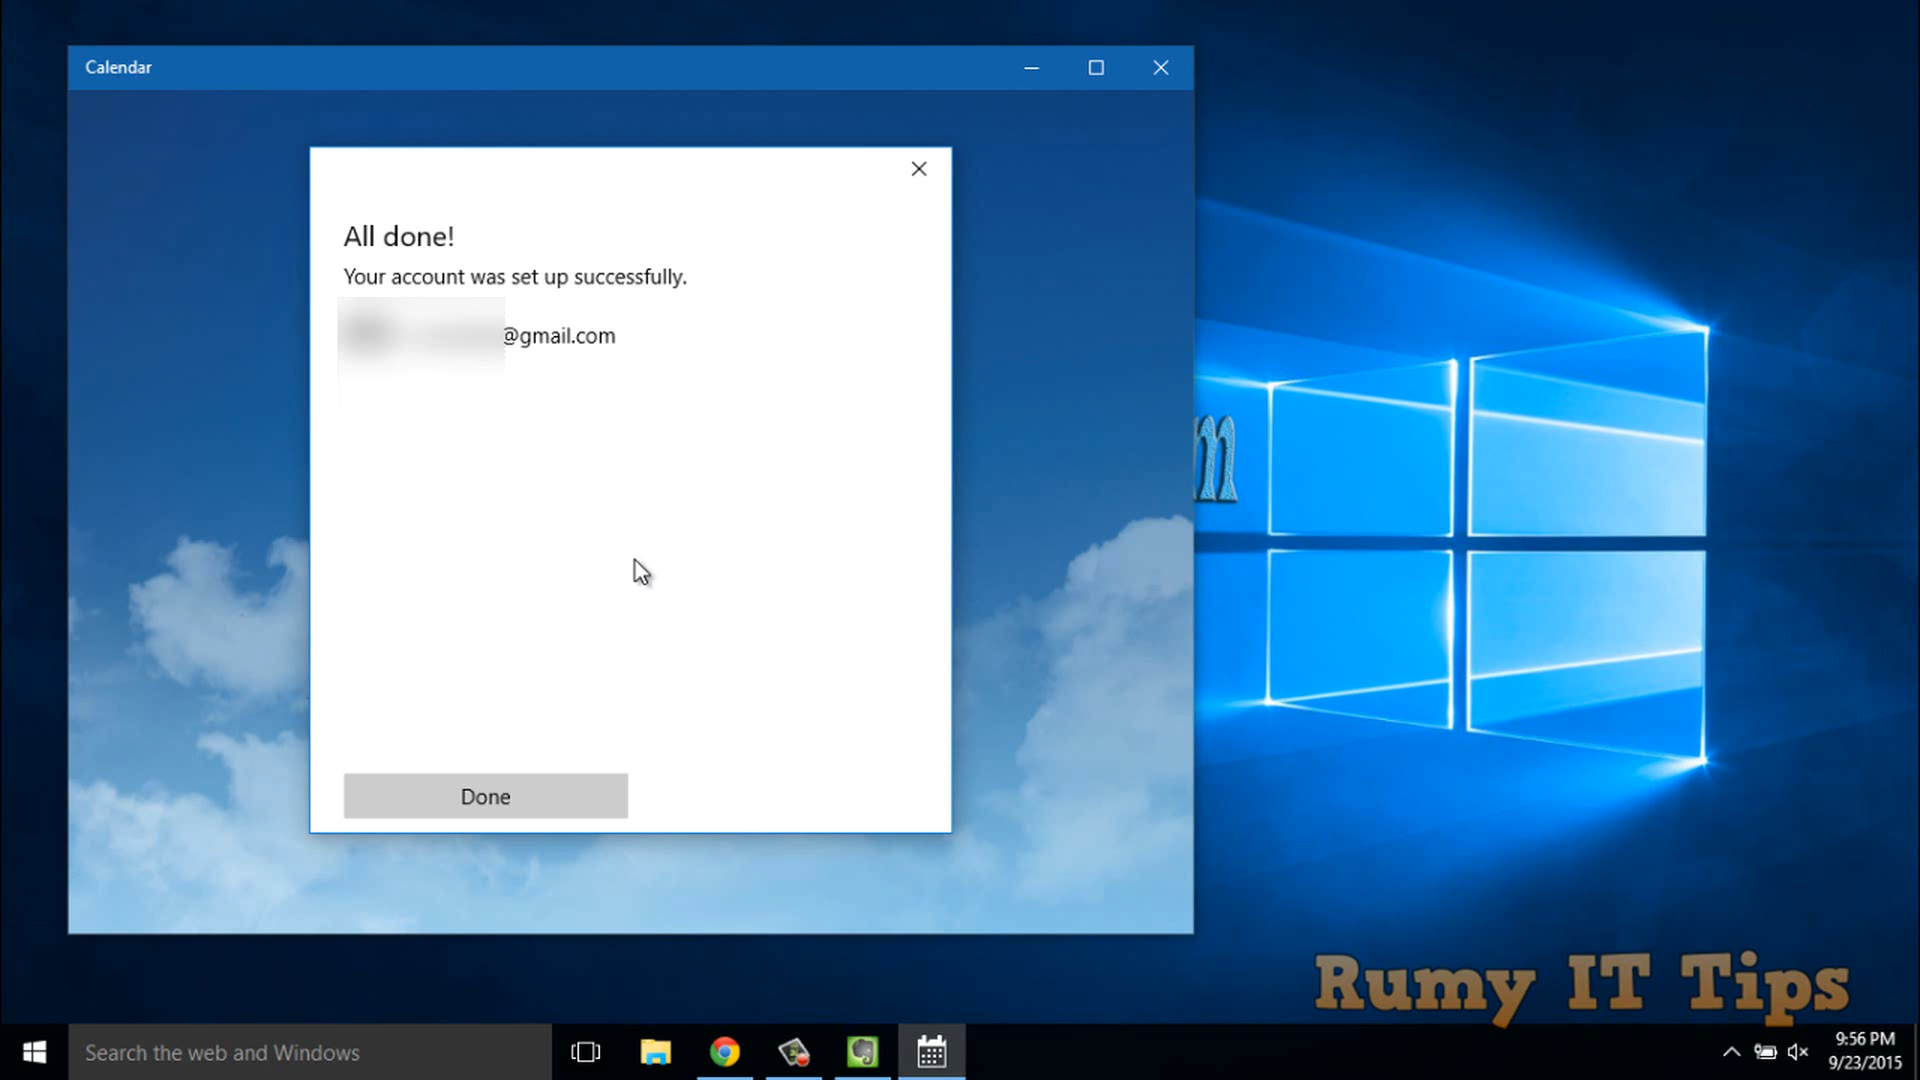 Calendar
All done!
Your account was set up successfully.
@gmail.com
Done
m
Rumy IT Tips
Search the web and Windows
9:56 PM
9/23/2015